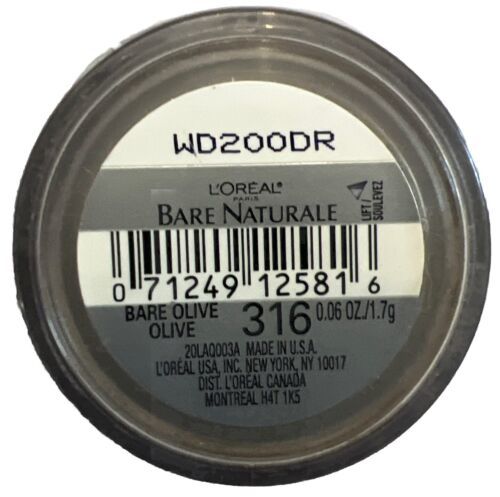 WD200DR
L'ORÉAL®
PARIS
BARE NATURALE
LIFT /
SOULEVEZ
0 71249 12581 6
BARE OLIVE
OLIVE
316 0.06 OZ./1.7g
20LAQ003A MADE IN U.S.A.
L'ORÉAL USA, INC. NEW YORK, NY 10017
DIST. L'ORÉAL CANADA
MONTRÉAL H4T 1K5